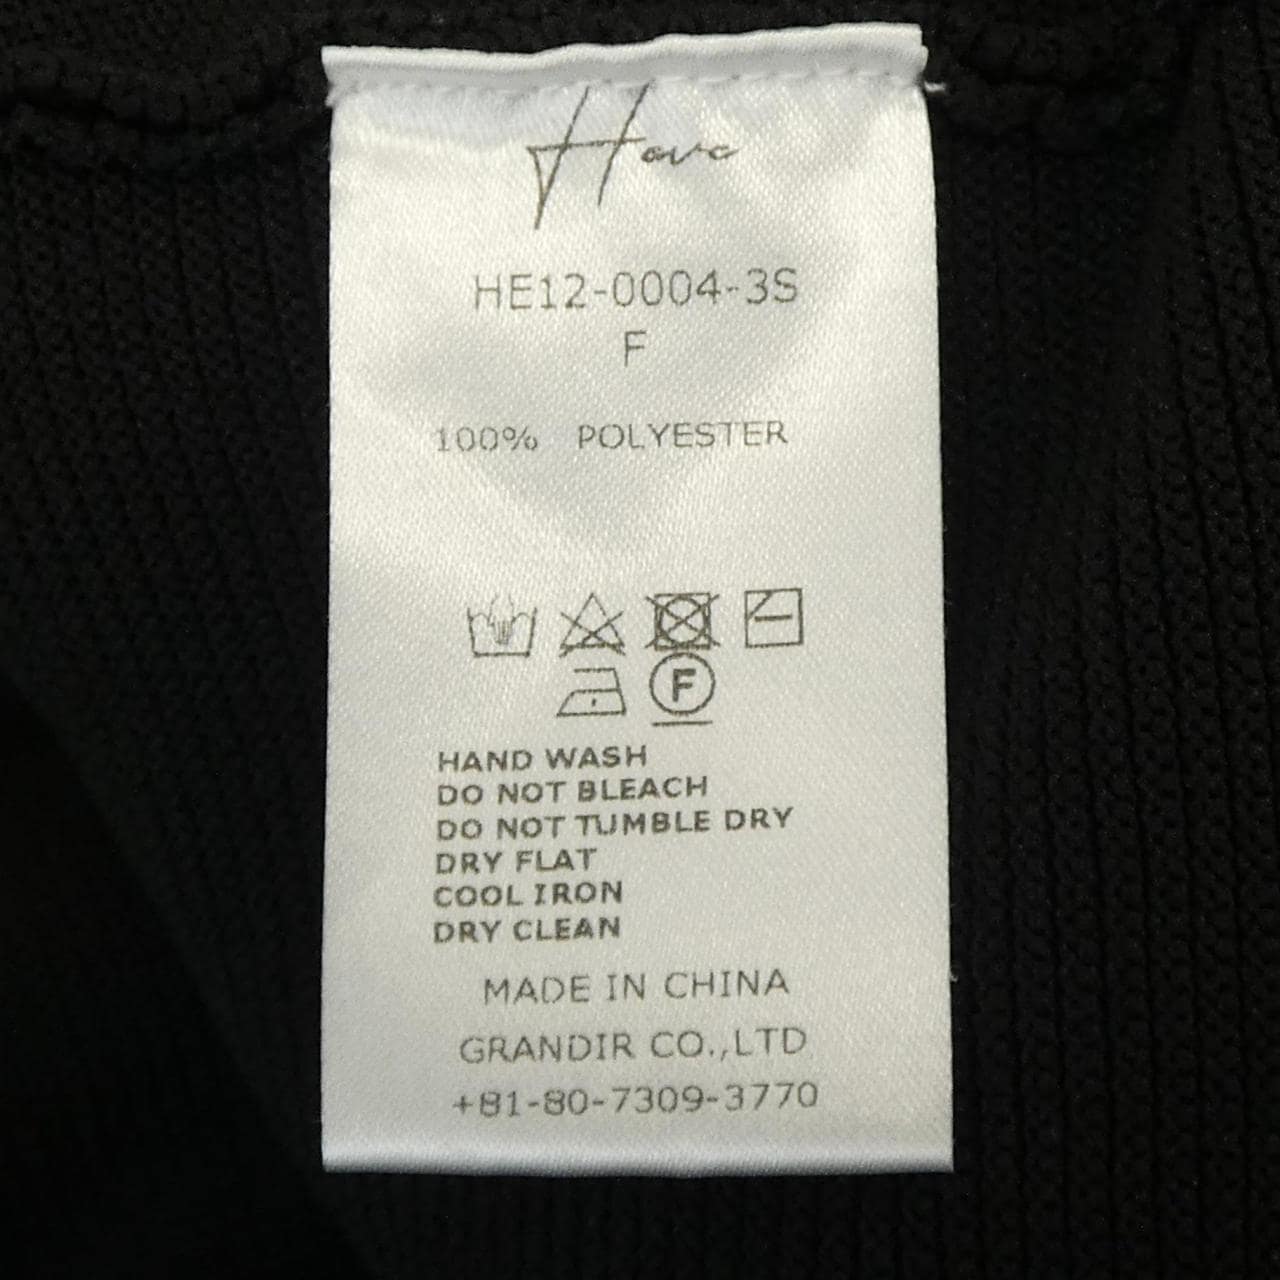 Heve
HE12-0004-3S
F
100% POLYESTER
F
HAND WASH
DO NOT BLEACH
DO NOT TUMBLE DRY
DRY FLAT
COOL IRON
DRY CLEAN
MADE IN CHINA
GRANDIR CO.,LTD
+81-80-7309-3770